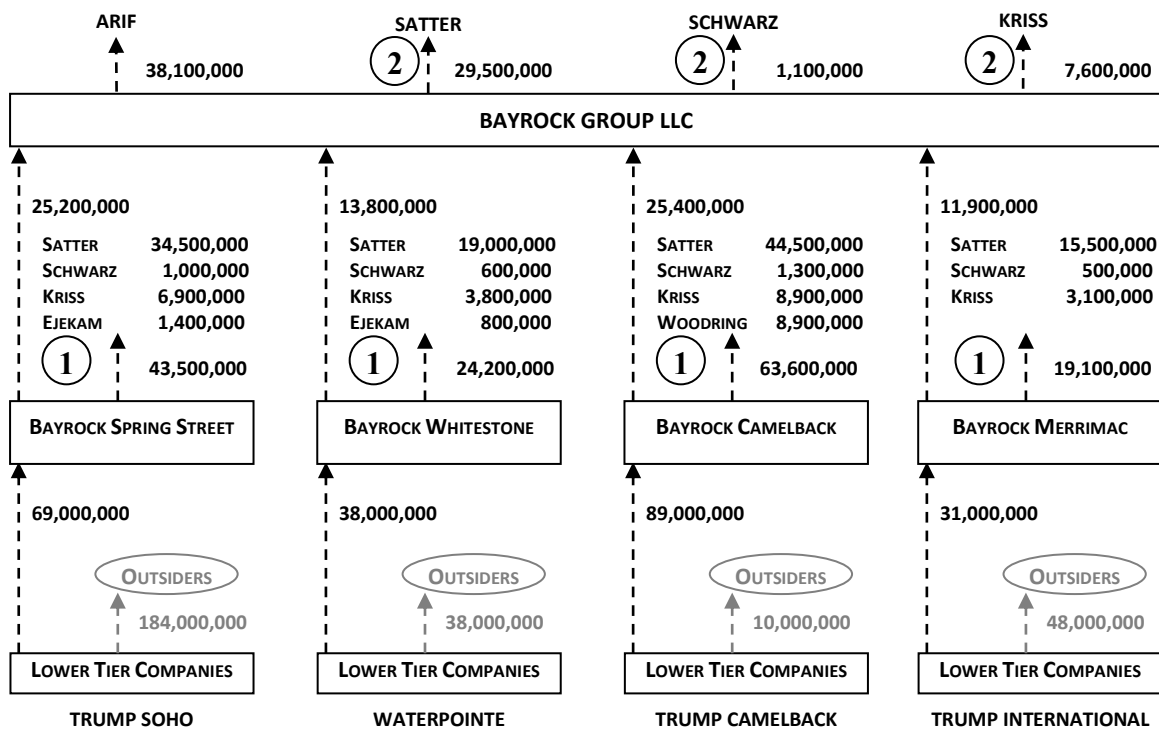 ARIF SATTER SCHWARZ KRISS
2 2 2
38,100,000 29,500,000 1,100,000 7,600,000
BAYROCK GROUP LLC
25,200,000 13,800,000 25,400,000 11,900,000
SATTER 34,500,000 SATTER 19,000,000 SATTER 44,500,000 SATTER 15,500,000
SCHWARZ 1,000,000 SCHWARZ 600,000 SCHWARZ 1,300,000 SCHWARZ 500,000
KRISS 6,900,000 KRISS 3,800,000 KRISS 8,900,000 KRISS 3,100,000
EJEKAM 1,400,000 EJEKAM 800,000 WOODRING 8,900,000
1 43,500,000 1 24,200,000 1 63,600,000 1 19,100,000
BAYROCK SPRING STREET BAYROCK WHITESTONE BAYROCK CAMELBACK BAYROCK MERRIMAC
69,000,000 38,000,000 89,000,000 31,000,000
OUTSIDERS OUTSIDERS OUTSIDERS OUTSIDERS
184,000,000 38,000,000 10,000,000 48,000,000
LOWER TIER COMPANIES LOWER TIER COMPANIES LOWER TIER COMPANIES LOWER TIER COMPANIES
TRUMP SOHO WATERPOINTE TRUMP CAMELBACK TRUMP INTERNATIONAL